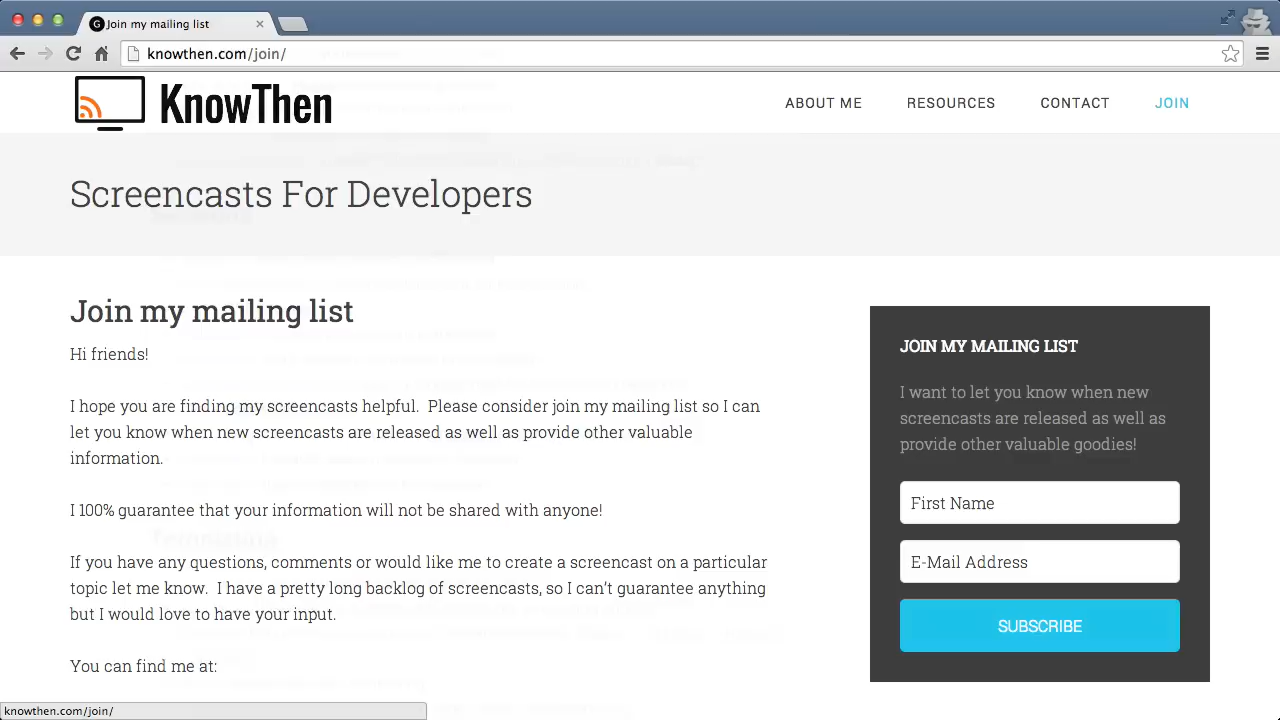 Join my mailing list
knowthen.com/join/
KnowThen
ABOUT ME
RESOURCES
CONTACT
JOIN
Screencasts For Developers
Join my mailing list
Hi friends!
I hope you are finding my screencasts helpful.  Please consider join my mailing list so I can
let you know when new screencasts are released as well as provide other valuable
information.
I 100% guarantee that your information will not be shared with anyone!
If you have any questions, comments or would like me to create a screencast on a particular
topic let me know.  I have a pretty long backlog of screencasts, so I can’t guarantee anything
but I would love to have your input.
You can find me at:
JOIN MY MAILING LIST
I want to let you know when new
screencasts are released as well as
provide other valuable goodies!
First Name
E-Mail Address
SUBSCRIBE
knowthen.com/join/